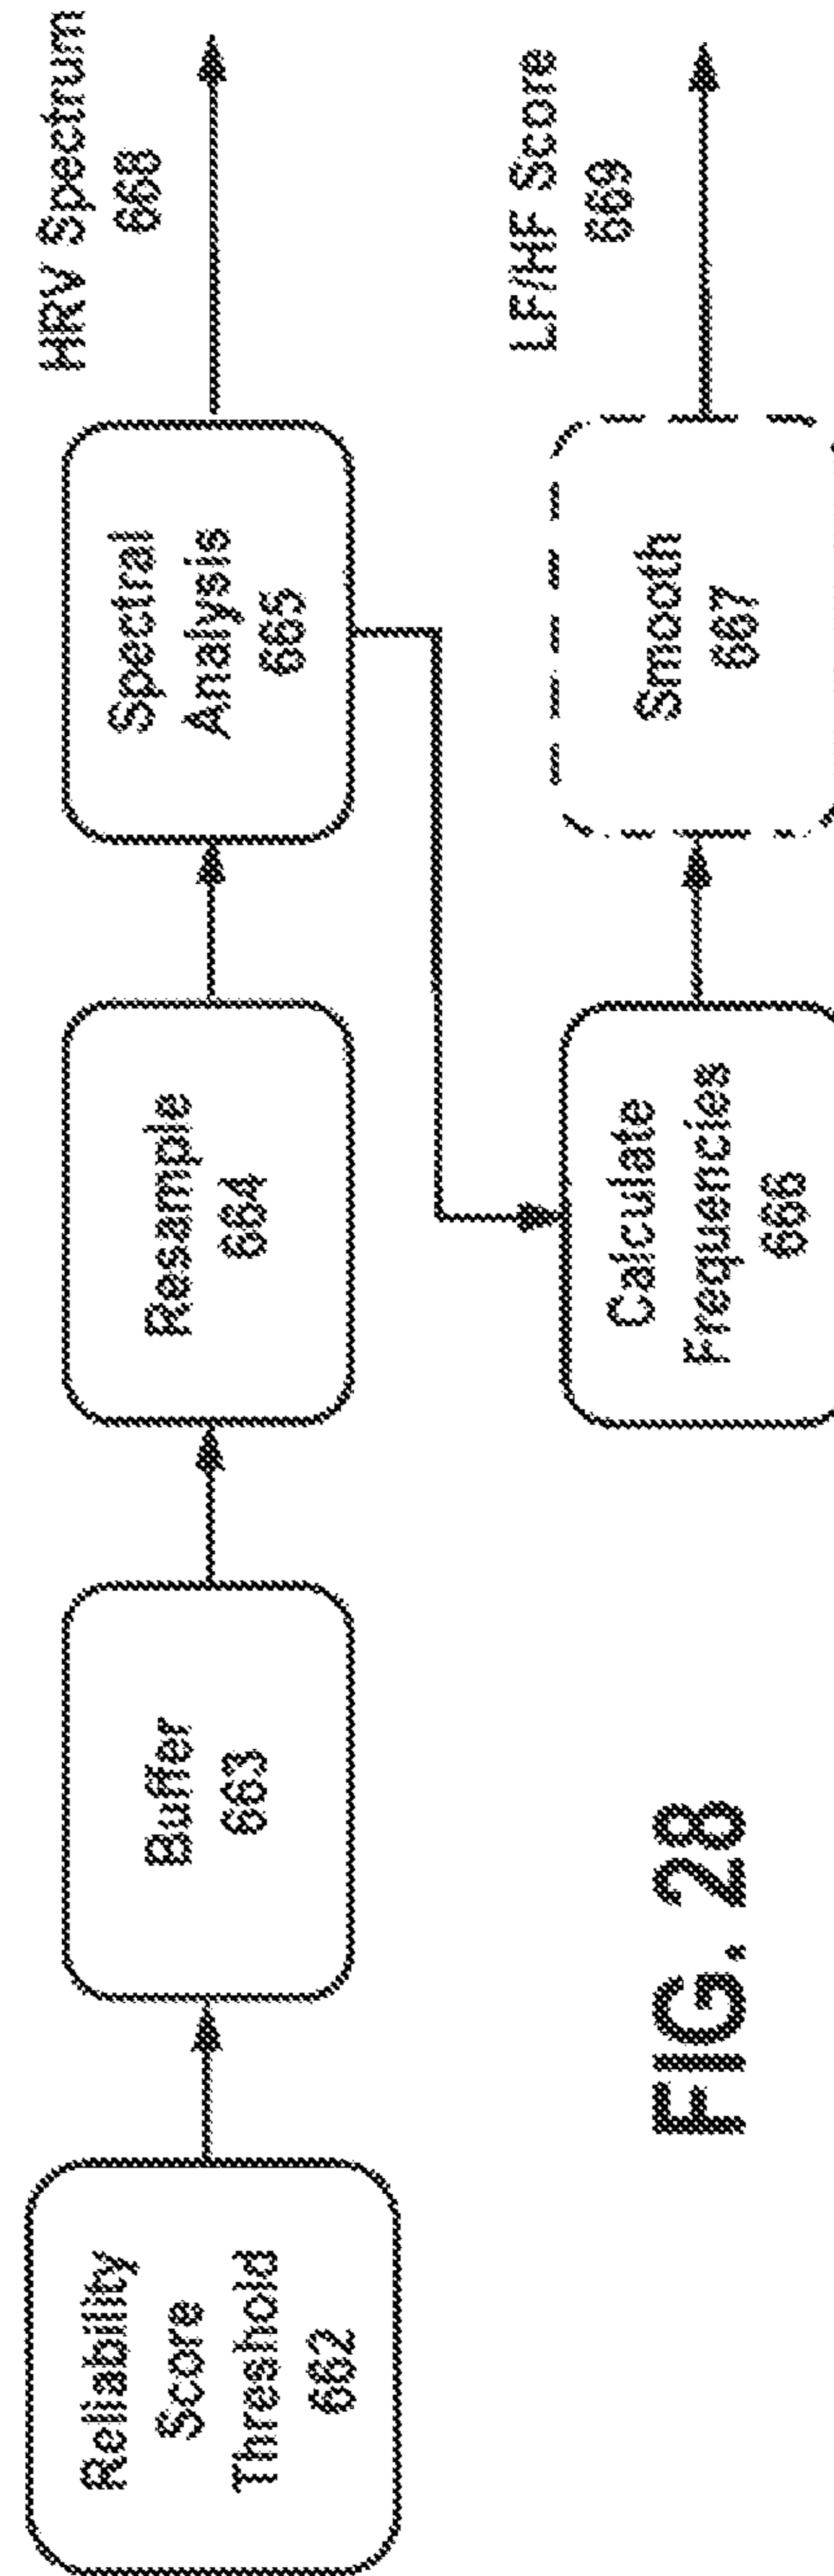 Reliability
Score
Threshold
662
Buffer
663
Resample
664
Spectral
Analysis
665
HRV Spectrum
668
Calculate
Frequencies
666
Smooth
667
LF/HF Score
669
FIG. 28